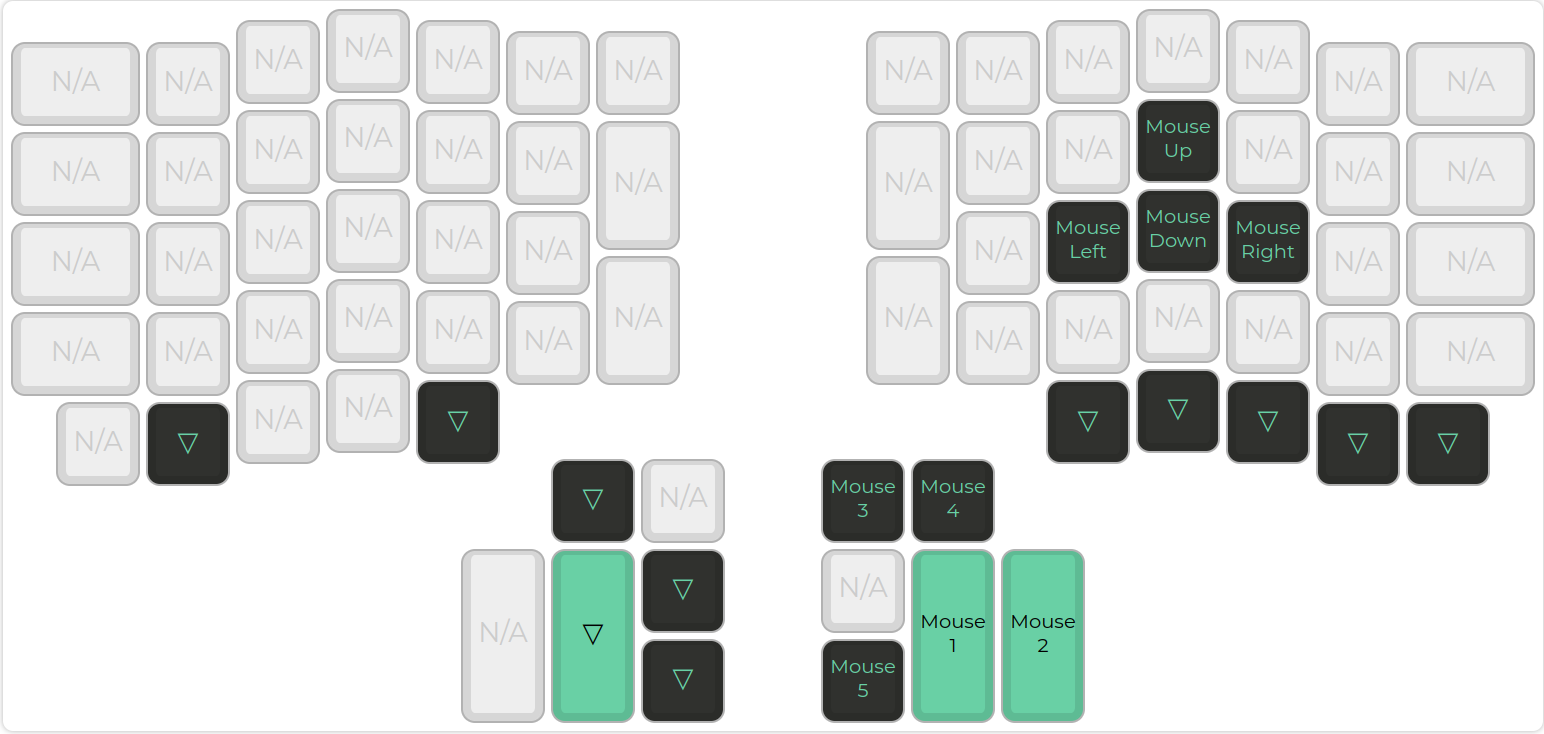 N/A N/A N/A N/A N/A N/A N/A N/A N/A N/A N/A N/A N/A N/A
N/A N/A N/A N/A N/A N/A N/A N/A N/A N/A Mouse N/A N/A N/A
Up
N/A N/A N/A N/A N/A N/A N/A Mouse Mouse Mouse N/A N/A
Left Down Right
N/A N/A N/A N/A N/A N/A N/A N/A N/A N/A N/A N/A N/A N/A
N/A ▽ N/A N/A ▽ ▽ ▽ ▽ ▽ ▽
▽ N/A Mouse Mouse
3 4
▽ N/A
N/A ▽ Mouse Mouse
1 2
▽ Mouse
5